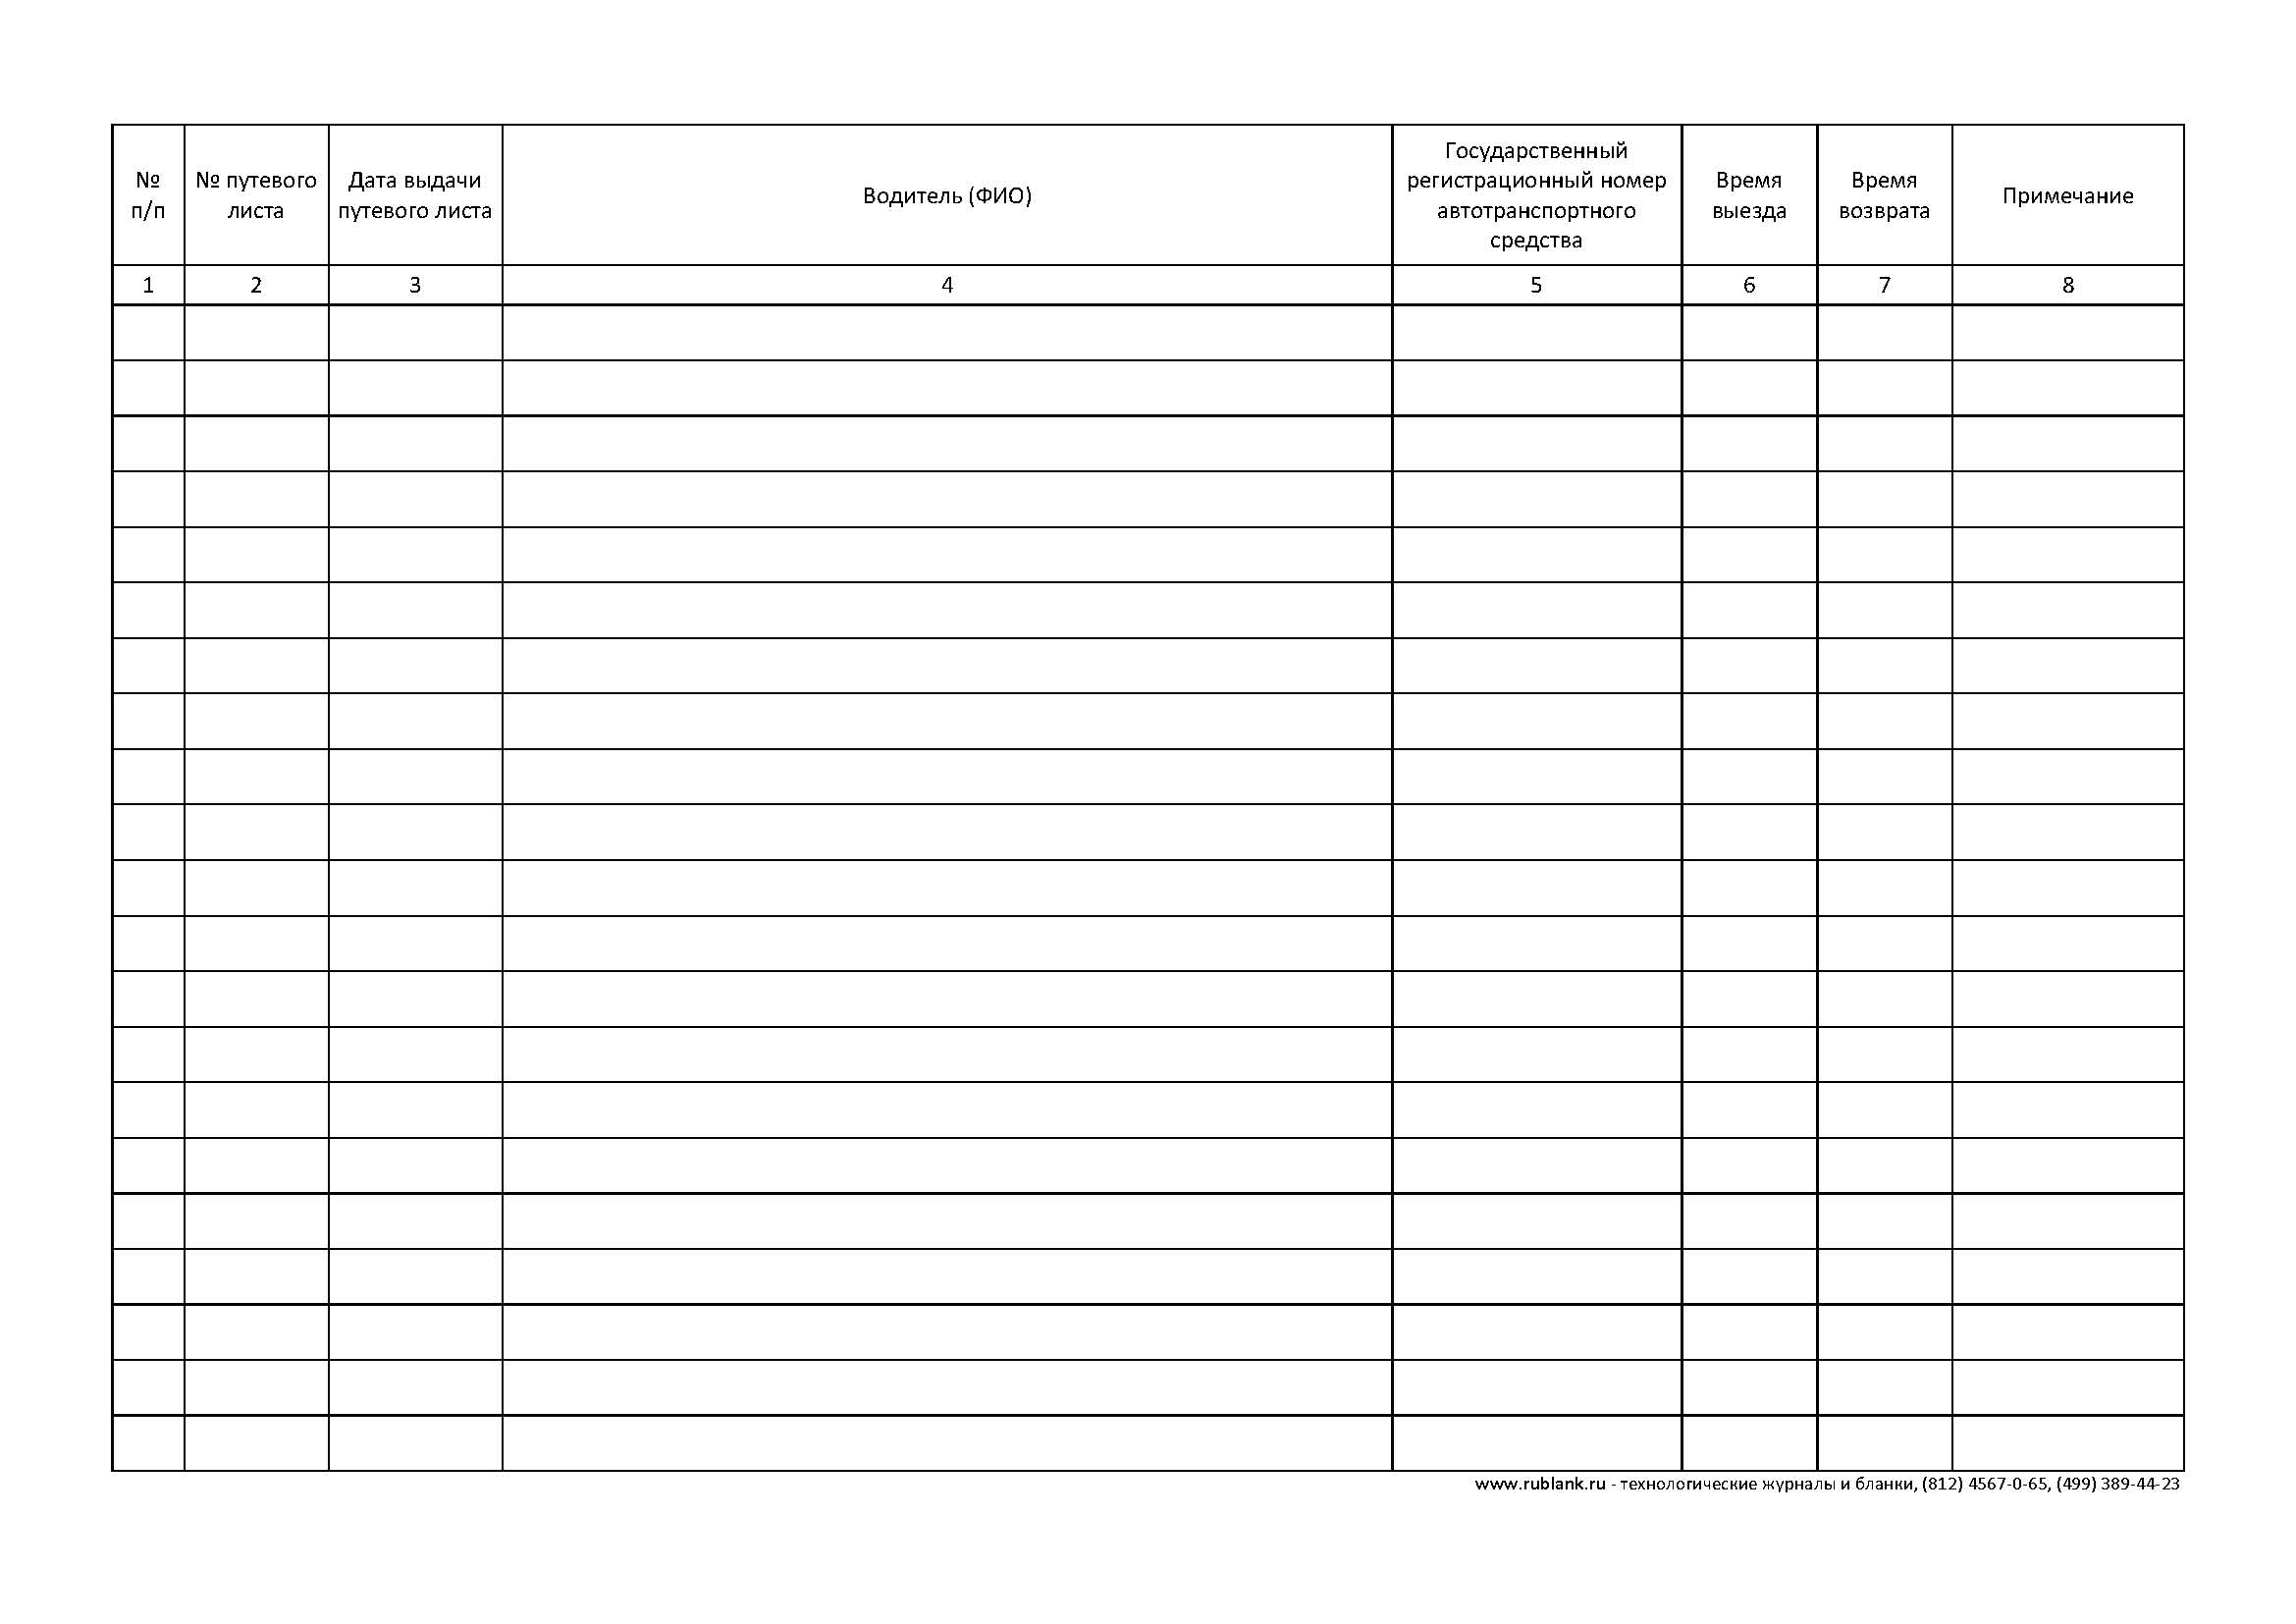 №
п/п
№ путевого
листа
Дата выдачи
путевого листа
Водитель (ФИО)
Государственный
регистрационный номер
автотранспортного
средства
Время
выезда
Время
возврата
Примечание
1 2 3 4 5 6 7 8
www.rublank.ru - технологические журналы и бланки, (812) 4567-0-65, (499) 389-44-23